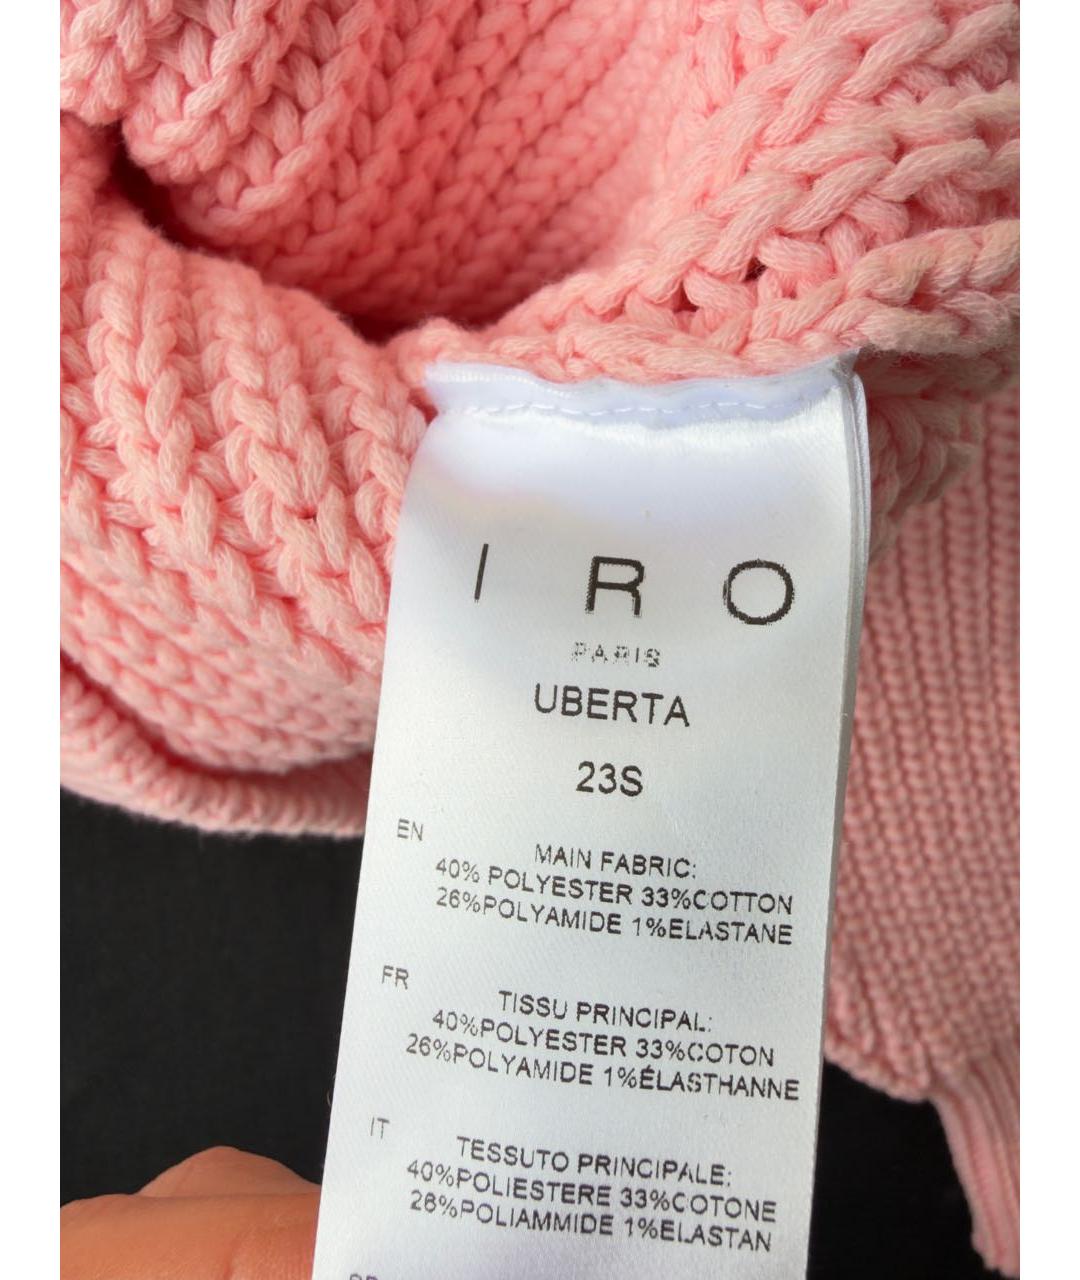 I R O
PARIS
UBERTA
23S
EN
MAIN FABRIC:
40% POLYESTER 33%COTTON
26%POLYAMIDE 1%ELASTANE
FR
TISSU PRINCIPAL:
40%POLYESTER 33%COTON
26%POLYAMIDE 1%ÉLASTHANNE
IT
TESSUTO PRINCIPALE:
40%POLIESTERE 33%COTONE
26%POLIAMMIDE 1%ELASTAN